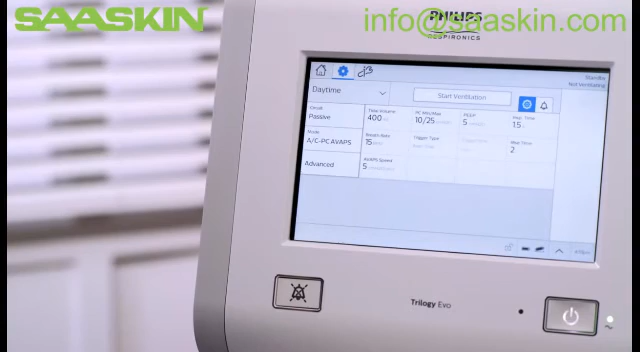 SAASKIN
info@saaskin.com
PHILIPS
RESPIRONICS
Standby
Not Ventilating
Daytime
Start Ventilation
Circuit
Passive
Tidal Volume
400
PC Min/Max
10/25
PEEP
5
Insp. Time
1.5
Mode
A/C-PC AVAPS
Breath Rate
15
Trigger Type
Rise Time
2
Advanced
AVAPS Speed
5
Trilogy Evo